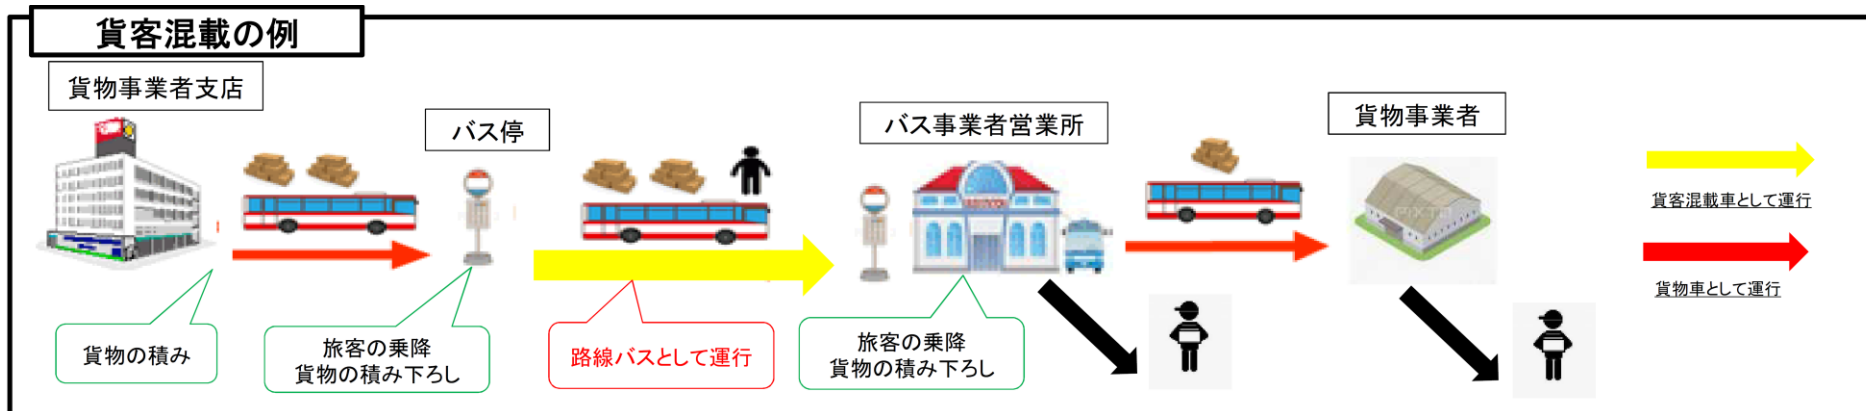 貨客混載の例
貨物事業者支店
バス停
バス事業者営業所
貨物事業者
貨客混載車として運行
貨物車として運行
貨物の積み
旅客の乗降
貨物の積み下ろし
路線バスとして運行
旅客の乗降
貨物の積み下ろし